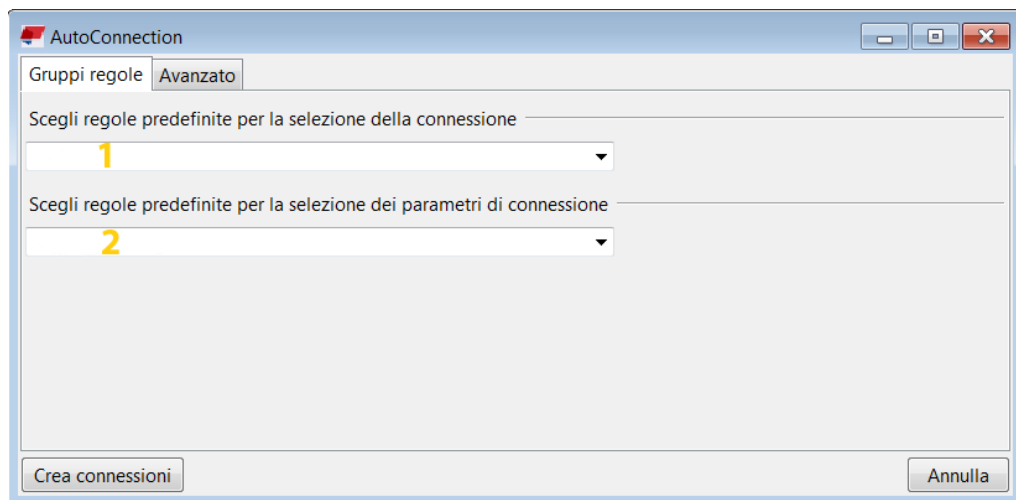 AutoConnection
Gruppi regole Avanzato
Scegli regole predefinite per la selezione della connessione
1
Scegli regole predefinite per la selezione dei parametri di connessione
2
Crea connessioni Annulla